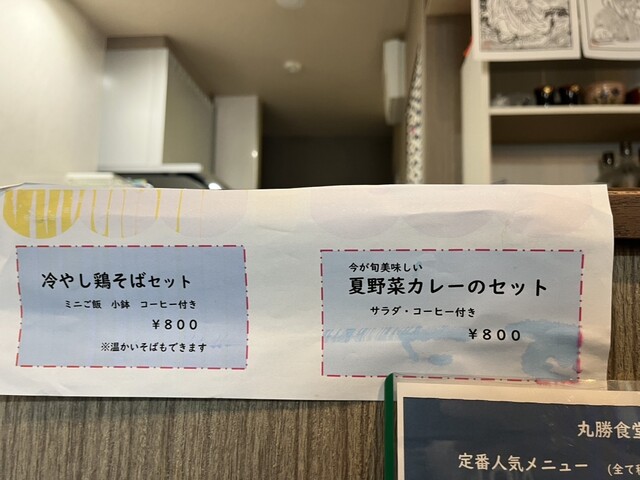 冷やし鶏そばセット
ミニご飯 小鉢 コーヒー付き
￥800
※温かいそばもできます
今が旬美味しい
夏野菜カレーのセット
サラダ・コーヒー付き
￥800
丸勝食堂
定番人気メニュー (全て